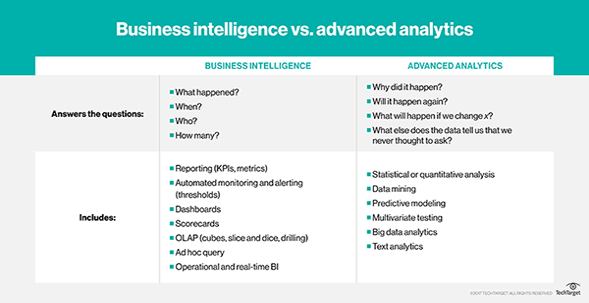 Business intelligence vs. advanced analytics
BUSINESS INTELLIGENCE
ADVANCED ANALYTICS
Answers the questions:
What happened?
When?
Who?
How many?
Why did it happen?
Will it happen again?
What will happen if we change x?
What else does the data tell us that we
never thought to ask?
Includes:
Reporting (KPIs, metrics)
Automated monitoring and alerting
(thresholds)
Dashboards
Scorecards
OLAP (cubes, slice and dice, drilling)
Ad hoc query
Operational and real-time BI
Statistical or quantitative analysis
Data mining
Predictive modeling
Multivariate testing
Big data analytics
Text analytics
©2017 TECHTARGET. ALL RIGHTS RESERVED TechTarget